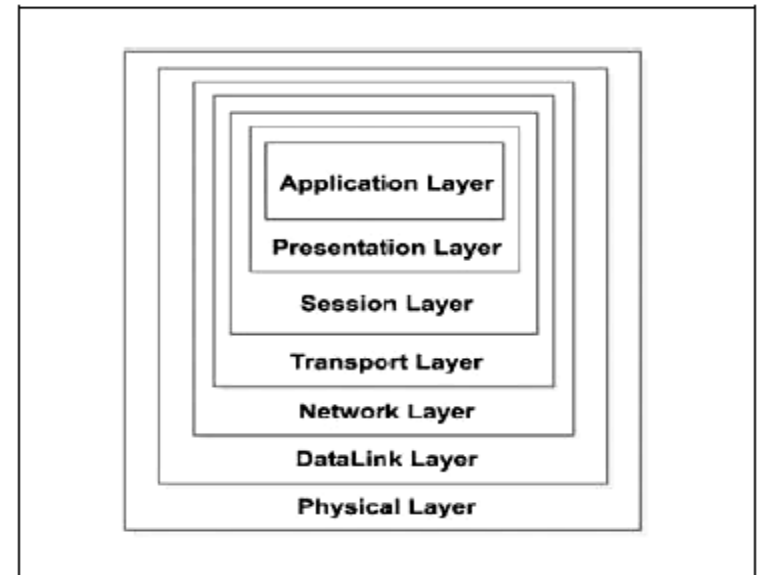 Application Layer
Presentation Layer
Session Layer
Transport Layer
Network Layer
DataLink Layer
Physical Layer